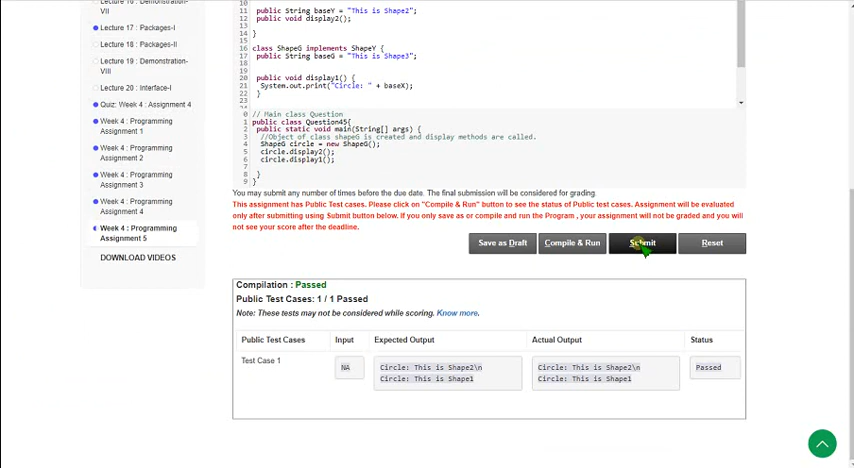 Lecture 16 : Demonstration-
VII
Lecture 17 : Packages-I
Lecture 18 : Packages-II
Lecture 19 : Demonstration-
VIII
Lecture 20 : Interface-I
Quiz: Week 4 : Assignment 4
Week 4 : Programming
Assignment 1
Week 4 : Programming
Assignment 2
Week 4 : Programming
Assignment 3
Week 4 : Programming
Assignment 4
Week 4 : Programming
Assignment 5
DOWNLOAD VIDEOS
10
11 public String baseY = "This is Shape2";
12 public void display2();
13
14 }
15
16 class ShapeG implements ShapeY {
17 public String baseG = "This is Shape3";
18
19
20 public void display1() {
21 System.out.print("Circle: " + baseX);
22 }
23
0 // Main class Question
1 public class Question45{
2 public static void main(String[] args) {
3 //Object of class shapeG is created and display methods are called.
4 ShapeG circle = new ShapeG();
5 circle.display2();
6 circle.display1();
7
8 }
9 }
You may submit any number of times before the due date. The final submission will be considered for grading.
This assignment has Public Test cases. Please click on "Compile & Run" button to see the status of Public test cases. Assignment will be evaluated
only after submitting using Submit button below. If you only save as or compile and run the Program , your assignment will not be graded and you will
not see your score after the deadline.
Save as Draft Compile & Run Submit Reset
Compilation : Passed
Public Test Cases: 1 / 1 Passed
Note: These tests may not be considered while scoring. Know more.
Public Test Cases Input Expected Output Actual Output Status
Test Case 1 NA Circle: This is Shape2\n Circle: This is Shape2\n Passed
Circle: This is Shape1 Circle: This is Shape1